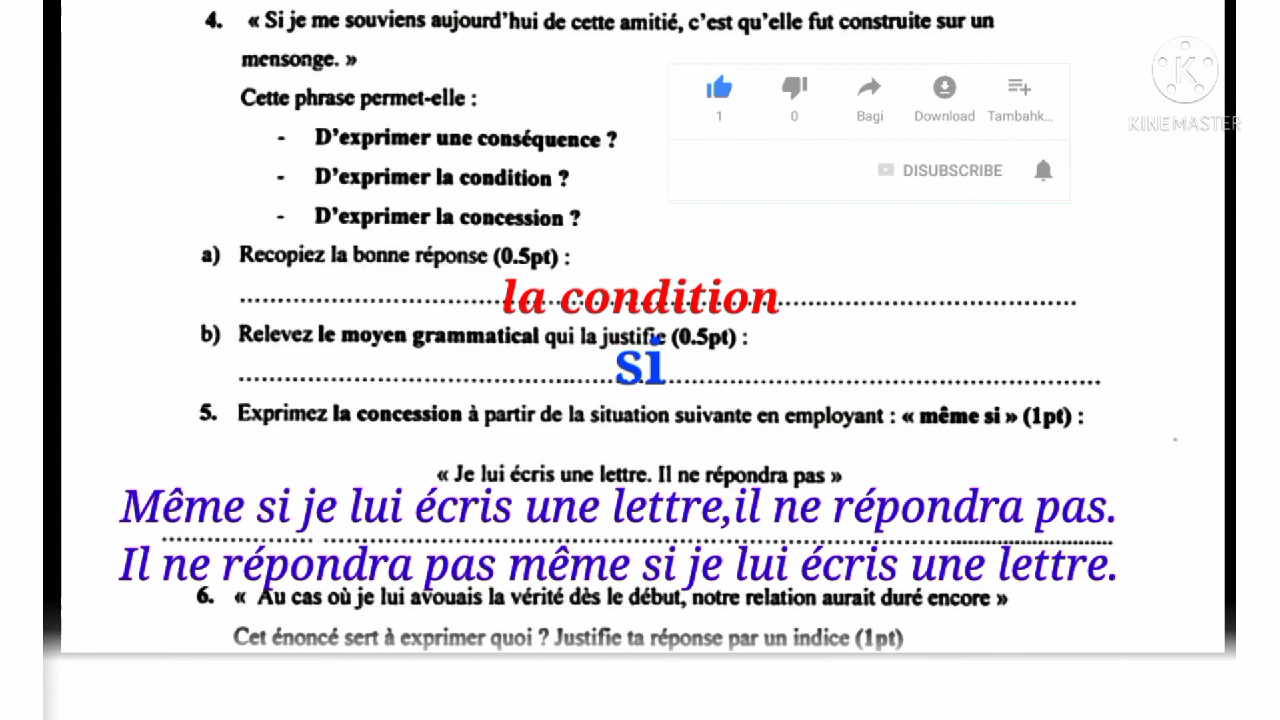 4. « Si je me souviens aujourd'hui de cette amitié, c'est qu'elle fut construite sur un
mensonge. »
Cette phrase permet-elle :
- D'exprimer une conséquence ?
- D'exprimer la condition ?
- D'exprimer la concession ?
1
0
Bagi
Download
Tambahk...
DISUBSCRIBE
KINEMASTER
a) Recopiez la bonne réponse (0.5pt) :
la condition
b) Relevez le moyen grammatical qui la justifie (0.5pt) :
si
5. Exprimez la concession à partir de la situation suivante en employant : « même si » (1pt) :
« Je lui écris une lettre. Il ne répondra pas »
Même si je lui écris une lettre,il ne répondra pas.
Il ne répondra pas même si je lui écris une lettre.
6. « Au cas où je lui avouais la vérité dès le début, notre relation aurait duré encore »
Cet énoncé sert à exprimer quoi ? Justifie ta réponse par un indice (1pt)